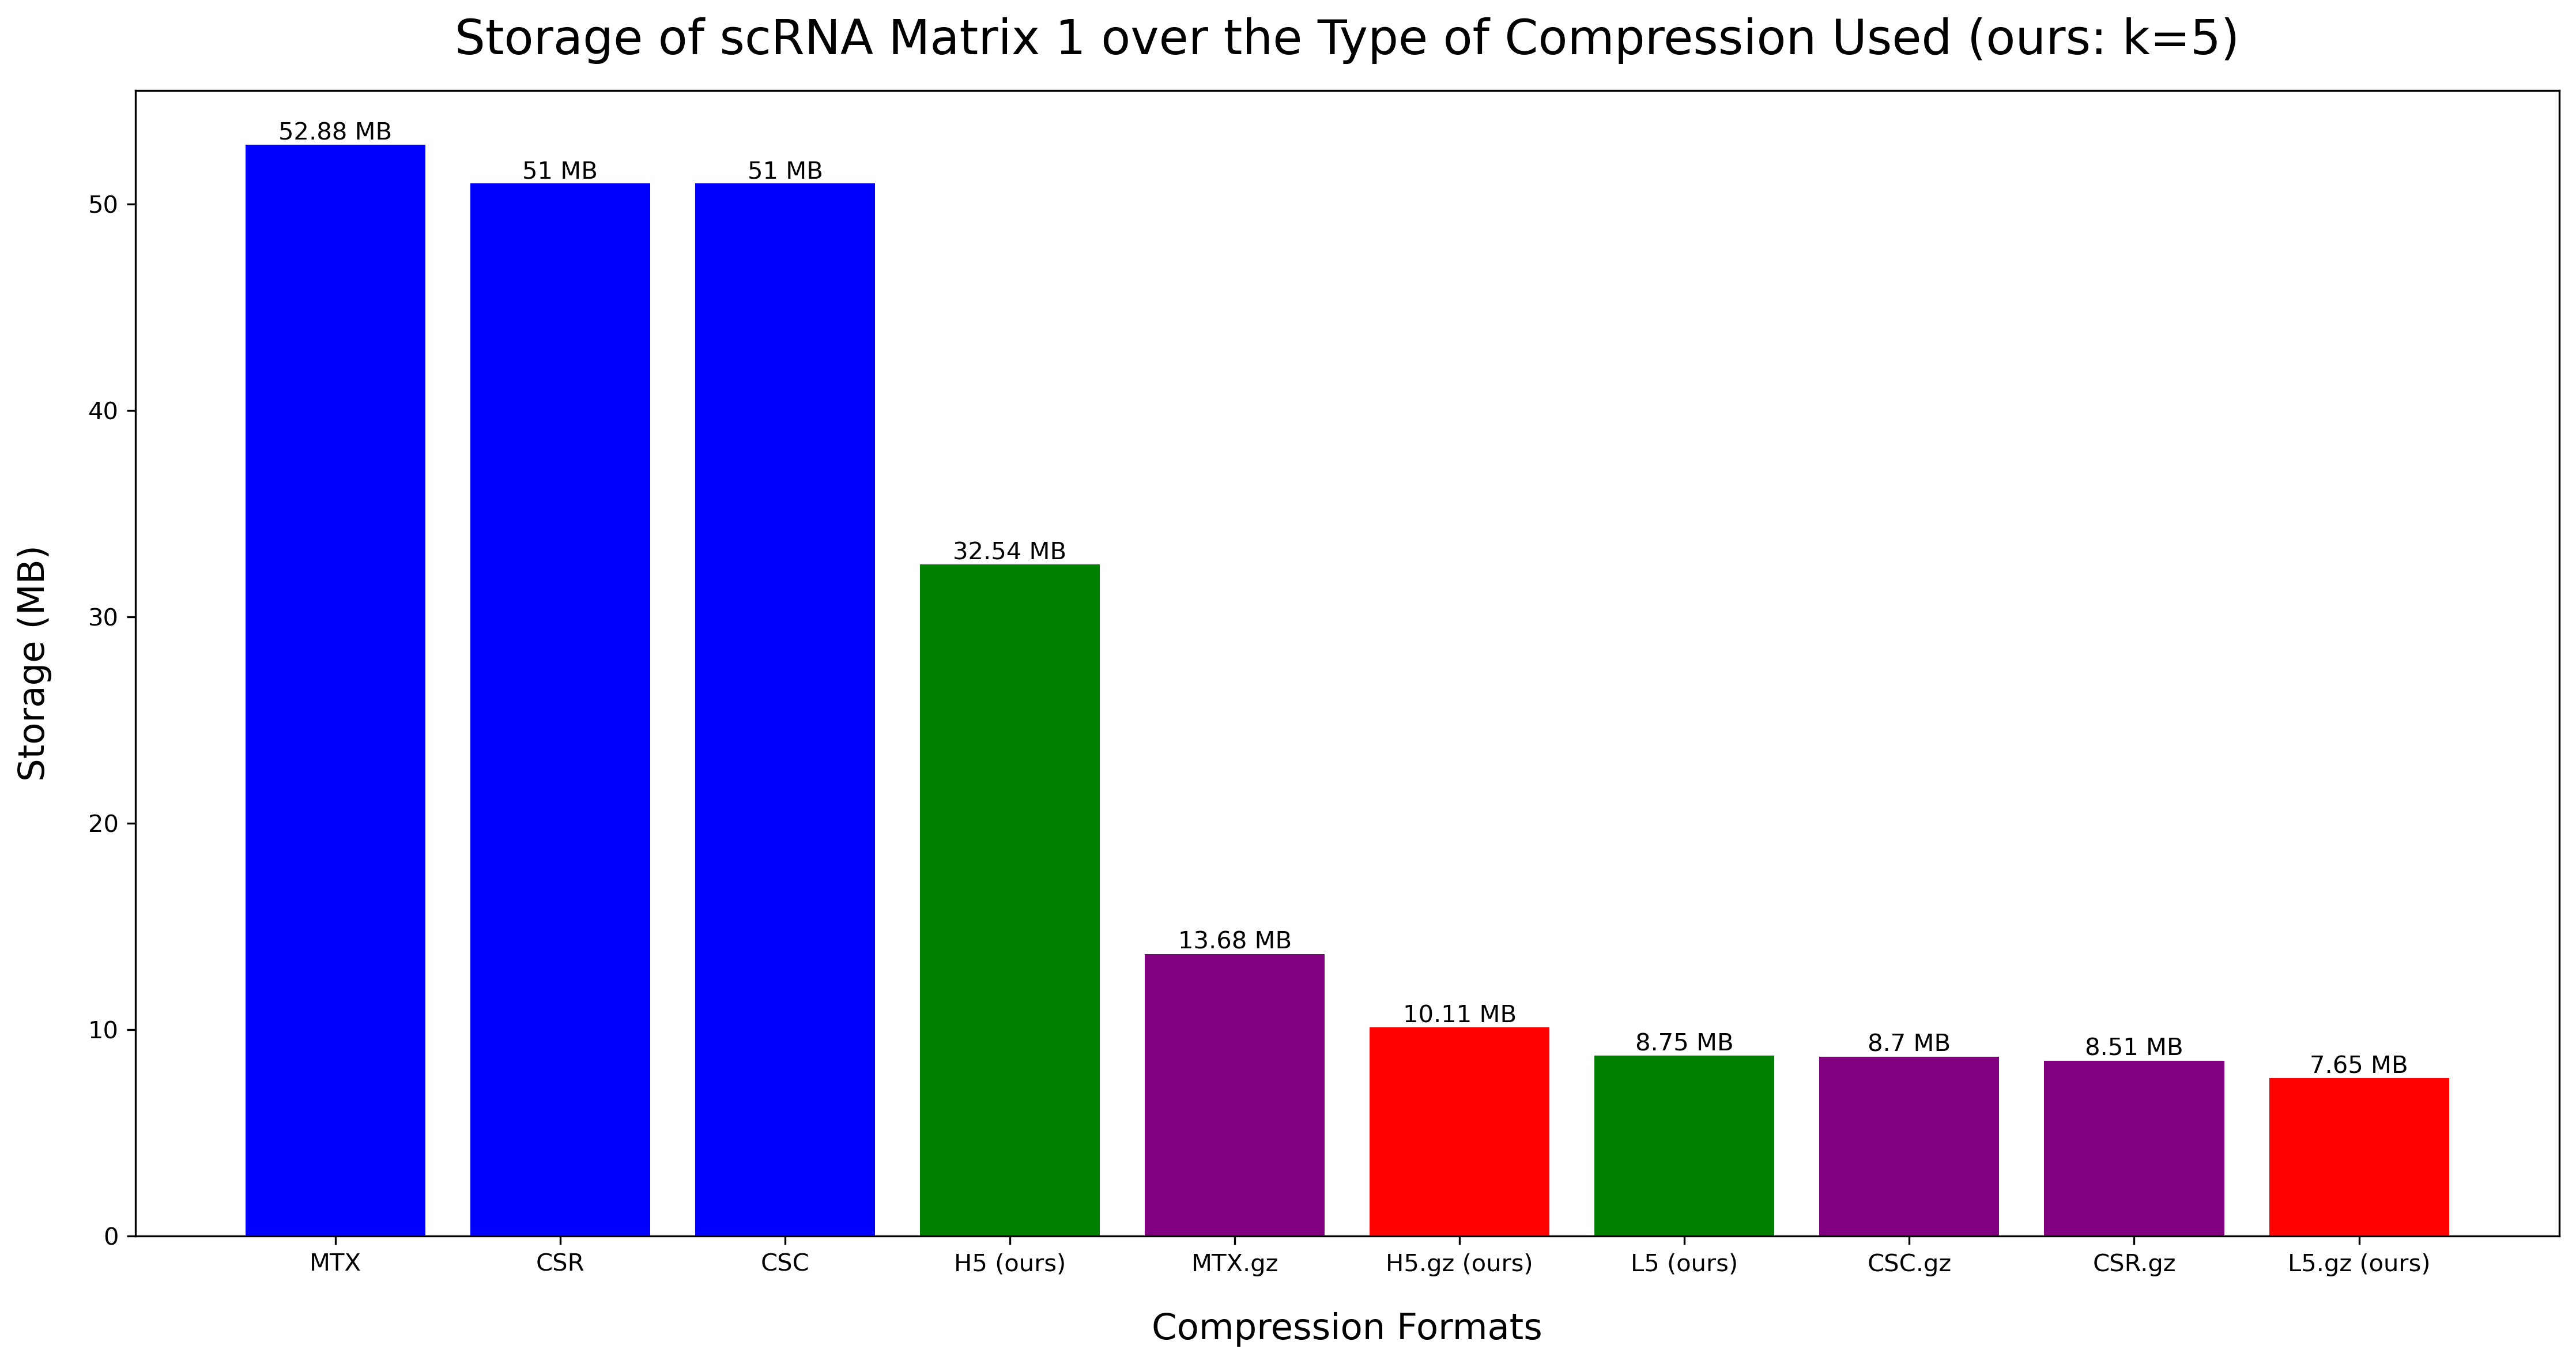 Storage of scRNA Matrix 1 over the Type of Compression Used (ours: k=5)
52.88 MB
51 MB
51 MB
32.54 MB
13.68 MB
10.11 MB
8.75 MB
8.7 MB
8.51 MB
7.65 MB
Storage (MB)
50
40
30
20
10
0
MTX
CSR
CSC
H5 (ours)
MTX.gz
H5.gz (ours)
L5 (ours)
CSC.gz
CSR.gz
L5.gz (ours)
Compression Formats